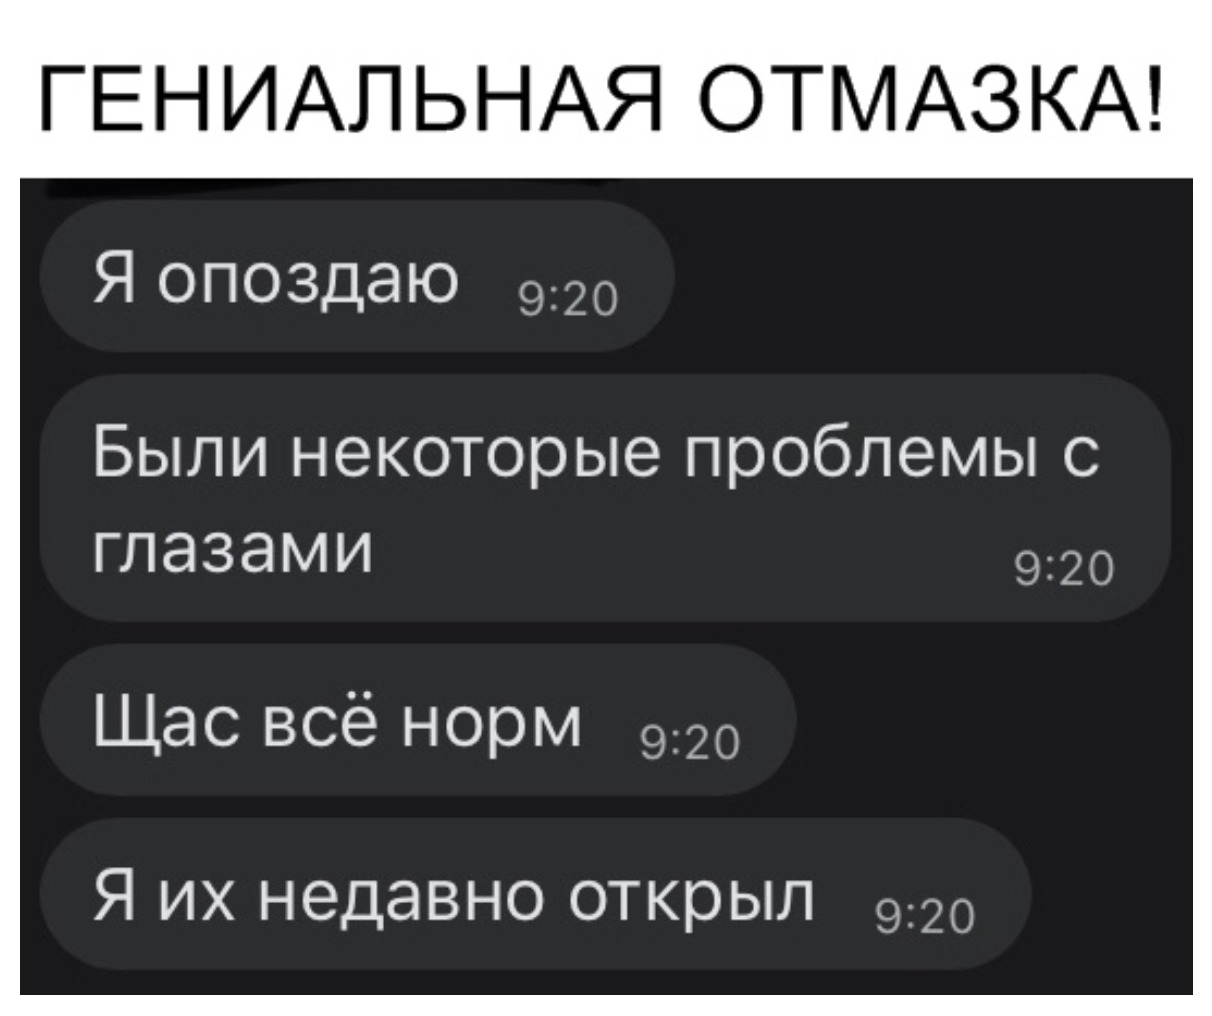 ГЕНИАЛЬНАЯ ОТМАЗКА!
Я опоздаю 9:20
Были некоторые проблемы с
глазами 9:20
Щас всё норм 9:20
Я их недавно открыл 9:20